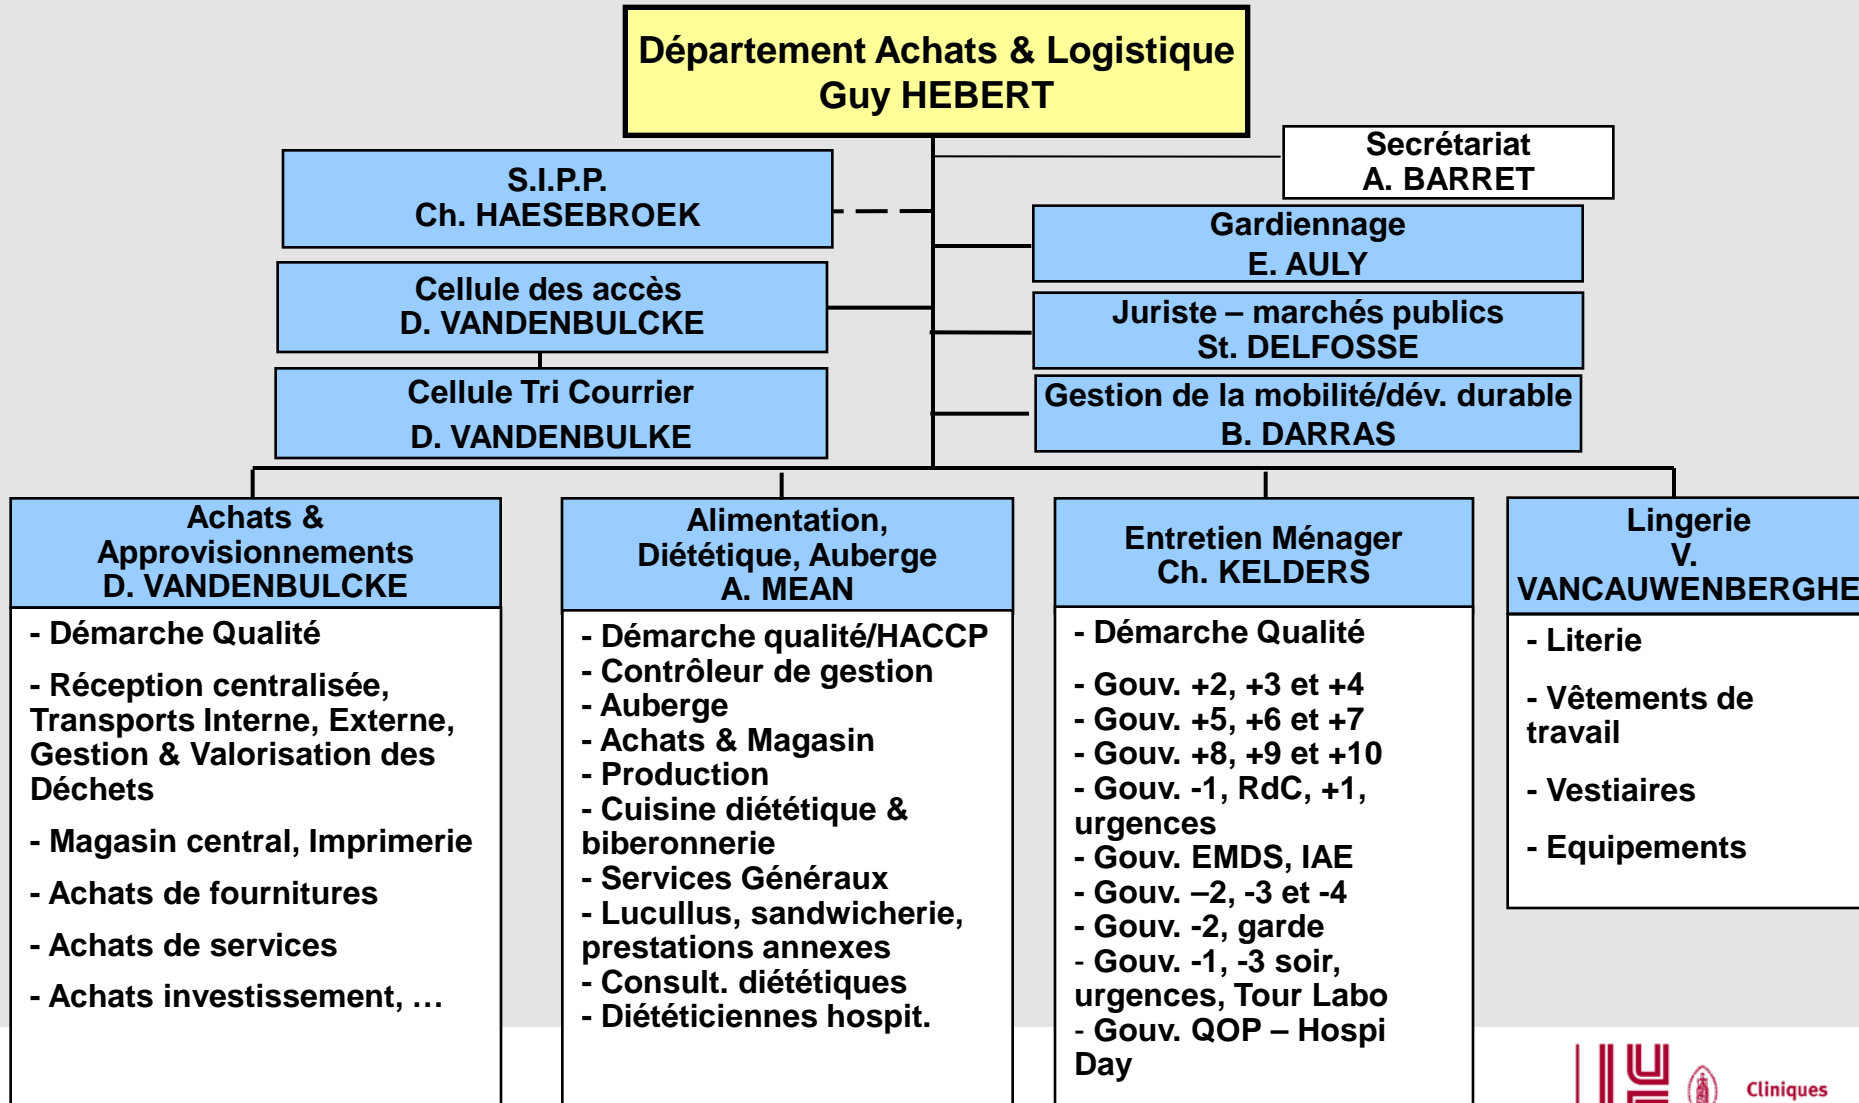 Département Achats & Logistique
Guy HEBERT
Secrétariat
A. BARRET
S.I.P.P.
Ch. HAESEBROEK
Gardiennage
E. AULY
Cellule des accès
D. VANDENBULCKE
Juriste – marchés publics
St. DELFOSSE
Cellule Tri Courrier
D. VANDENBULKE
Gestion de la mobilité/dév. durable
B. DARRAS
Achats &
Approvisionnements
D. VANDENBULCKE
- Démarche Qualité
- Réception centralisée,
Transports Interne, Externe,
Gestion & Valorisation des
Déchets
- Magasin central, Imprimerie
- Achats de fournitures
- Achats de services
- Achats investissement, …
Alimentation,
Diététique, Auberge
A. MEAN
- Démarche qualité/HACCP
- Contrôleur de gestion
- Auberge
- Achats & Magasin
- Production
- Cuisine diététique &
biberonnerie
- Services Généraux
- Lucullus, sandwicherie,
prestations annexes
- Consult. diététiques
- Diététiciennes hospit.
Entretien Ménager
Ch. KELDERS
- Démarche Qualité
- Gouv. +2, +3 et +4
- Gouv. +5, +6 et +7
- Gouv. +8, +9 et +10
- Gouv. -1, RdC, +1,
urgences
- Gouv. EMDS, IAE
- Gouv. –2, -3 et -4
- Gouv. -2, garde
- Gouv. -1, -3 soir,
urgences, Tour Labo
- Gouv. QOP – Hospi
Day
Lingerie
V.
VANCAUWENBERGHE
- Literie
- Vêtements de
travail
- Vestiaires
- Equipements
Cliniques